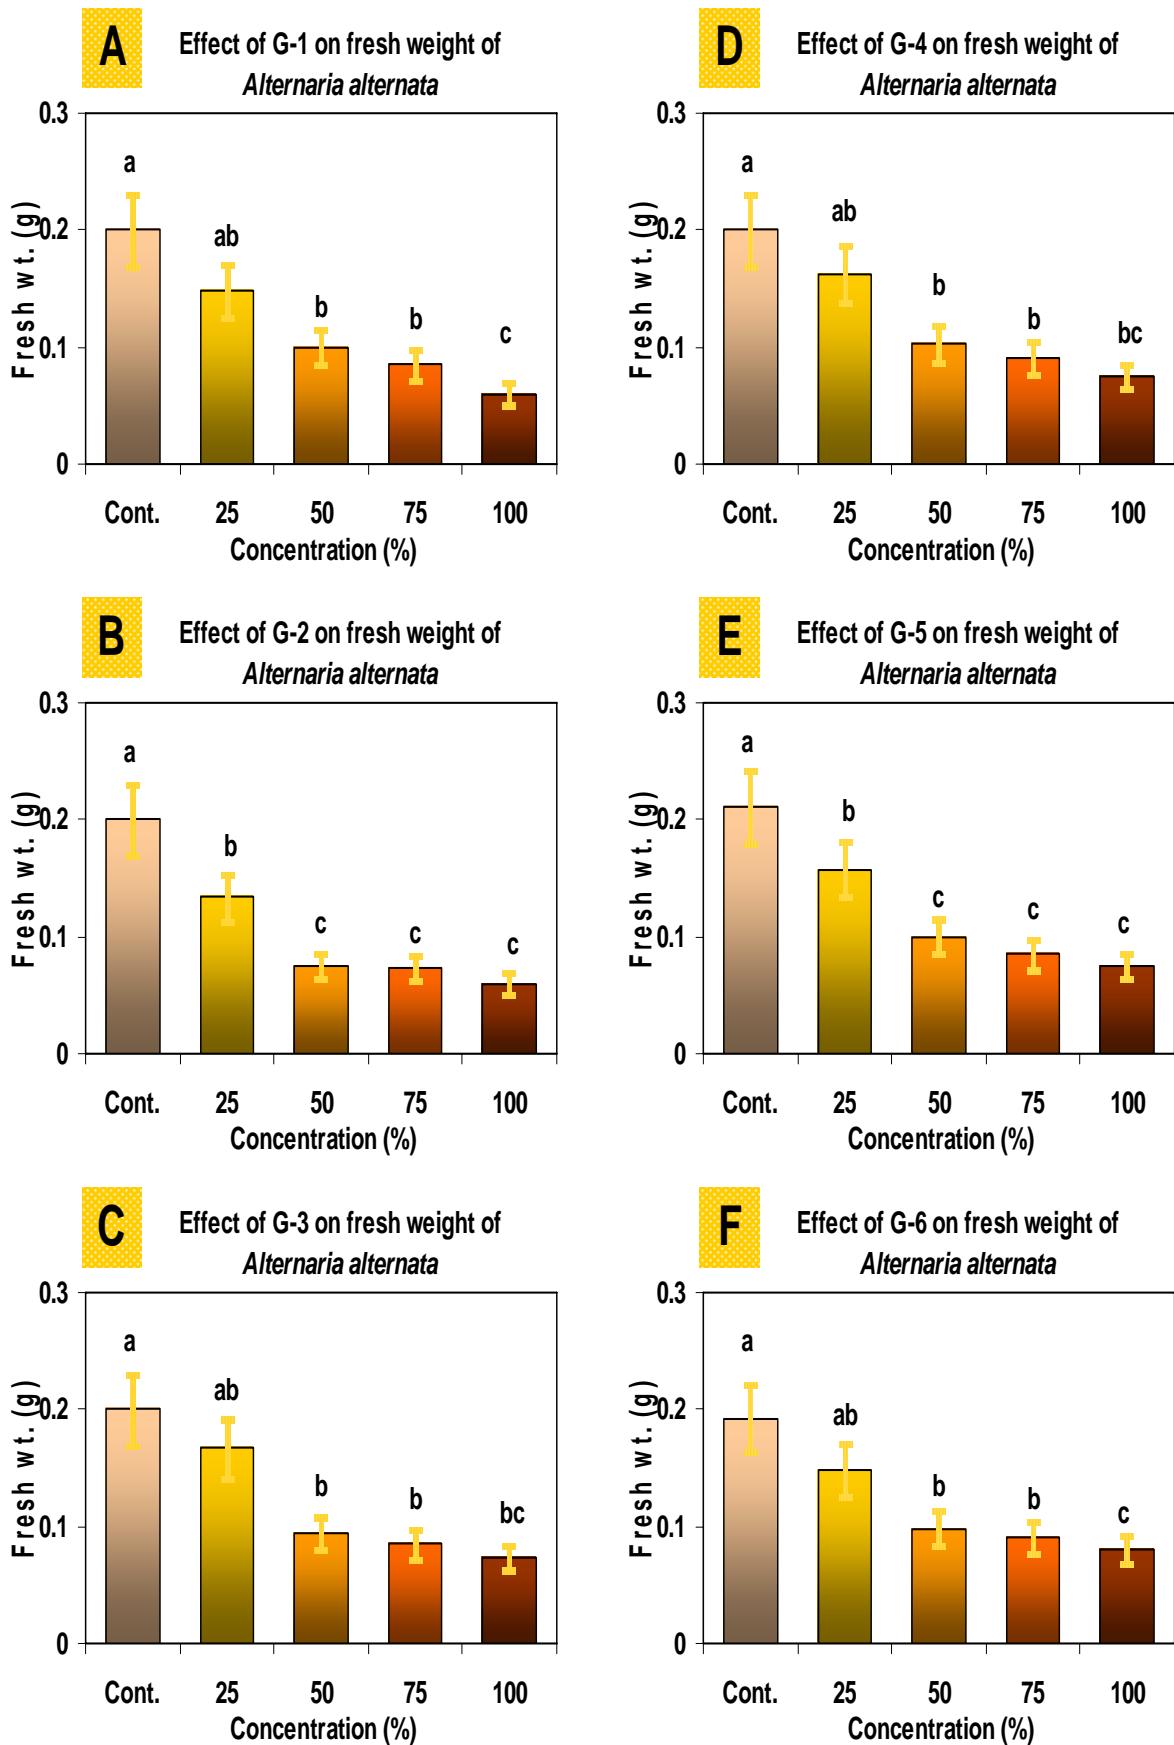 A
Effect of G-1 on fresh weight of
Alternaria alternata
Fresh wt. (g)
0.3
0.2
0.1
0
a
ab
b
b
c
Cont. 25 50 75 100
Concentration (%)
D
Effect of G-4 on fresh weight of
Alternaria alternata
Fresh wt. (g)
0.3
0.2
0.1
0
a
ab
b
b
bc
Cont. 25 50 75 100
Concentration (%)
B
Effect of G-2 on fresh weight of
Alternaria alternata
Fresh wt. (g)
0.3
0.2
0.1
0
a
b
c
c
c
Cont. 25 50 75 100
Concentration (%)
E
Effect of G-5 on fresh weight of
Alternaria alternata
Fresh wt. (g)
0.3
0.2
0.1
0
a
b
c
c
c
Cont. 25 50 75 100
Concentration (%)
C
Effect of G-3 on fresh weight of
Alternaria alternata
Fresh wt. (g)
0.3
0.2
0.1
0
a
ab
b
b
bc
Cont. 25 50 75 100
Concentration (%)
F
Effect of G-6 on fresh weight of
Alternaria alternata
Fresh wt. (g)
0.3
0.2
0.1
0
a
ab
b
b
c
Cont. 25 50 75 100
Concentration (%)